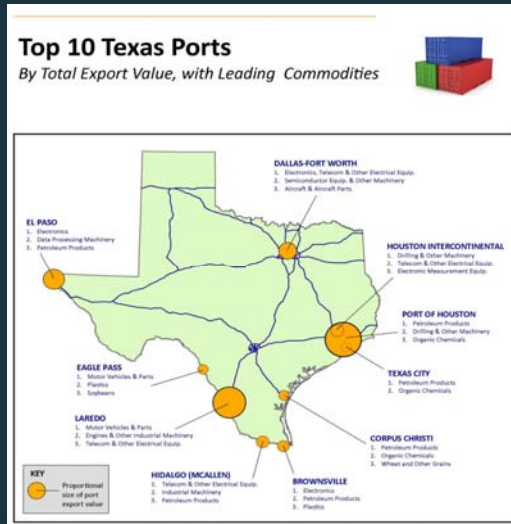 Top 10 Texas Ports
By Total Export Value, with Leading Commodities
DALLAS-FORT WORTH
1. Electronics, Telecom & Other Electrical Equip.
2. Semiconductor Equip. & Other Machinery
3. Aircraft & Aircraft Parts
EL PASO
1. Electronics
2. Data Processing Machinery
3. Petroleum Products
HOUSTON INTERCONTINENTAL
1. Drilling & Other Machinery
2. Telecom & Other Electrical Equip.
3. Electronic Measurement Equip.
PORT OF HOUSTON
1. Petroleum Products
2. Drilling & Other Machinery
3. Organic Chemicals
TEXAS CITY
1. Petroleum Products
2. Organic Chemicals
EAGLE PASS
1. Motor Vehicles & Parts
2. Plastics
3. Soybeans
LAREDO
1. Motor Vehicles & Parts
2. Engines & Other Industrial Machinery
3. Telecom & Other Electrical Equip.
CORPUS CHRISTI
1. Petroleum Products
2. Organic Chemicals
3. Wheat and Other Grains
HIDALGO (MCALLEN)
1. Telecom & Other Electrical Equip.
2. Industrial Machinery
3. Petroleum Products
BROWNSVILLE
1. Electronics
2. Petroleum Products
3. Plastics
KEY
Proportional
size of port
export value